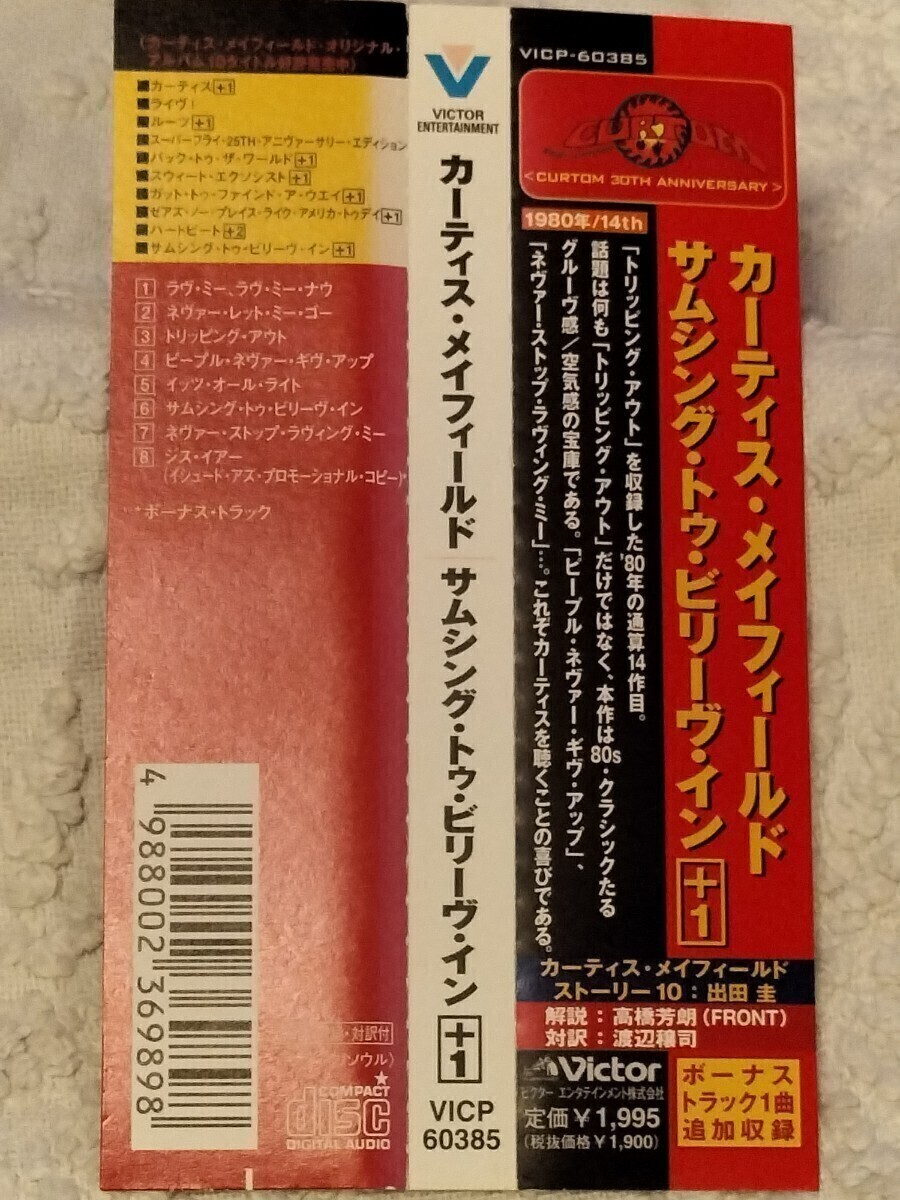 (カーティス・メイフィールド・オリジナル・
アルバム10タイトル好評発売中)
■カーティス+1
■ライヴ!
■ルーツ+1
■スーパーフライ・25TH・アニヴァーサリー・エディション
■バック・トゥ・ザ・ワールド+1
■スウィート・エクソシスト+1
■ガット・トゥ・ファインド・ア・ウエイ+1
■ゼアズ・ノー・プレイス・ライク・アメリカ・トゥデイ+1
■ハートビート+2
■サムシング・トゥ・ビリーヴ・イン+1
1 ラヴ・ミー、ラヴ・ミー・ナウ
2 ネヴァー・レット・ミー・ゴー
3 トリッピング・アウト
4 ピープル・ネヴァー・ギヴ・アップ
5 イッツ・オール・ライト
6 サムシング・トゥ・ビリーヴ・イン
7 ネヴァー・ストップ・ラヴィング・ミー
8 ジス・イアー
(イシュード・アズ・プロモーショナル・コピー)*
*ボーナス・トラック
4 988002 369898
・対訳付
ソウル)
COMPACT
disc
DIGITAL AUDIO
VICTOR
ENTERTAINMENT
カーティス・メイフィールド サムシング・トゥ・ビリーヴ・イン +1
VICP
60385
VICP-60385
CURTOM
<CURTOM 30TH ANNIVERSARY>
1980年/14th
カーティス・メイフィールド
サムシング・トゥ・ビリーヴ・イン +1
「トリッピング・アウト」を収録した'80年の通算14作目。
話題は何も「トリッピング・アウト」だけではなく、本作は80s・クラシックたる
グルーヴ感/空気感の宝庫である。「ピープル・ネヴァー・ギヴ・アップ」、
「ネヴァー・ストップ・ラヴィング・ミー」…。これぞカーティスを聴くことの喜びである。
カーティス・メイフィールド
ストーリー10:出田 圭
解説:高橋芳朗(FRONT)
対訳:渡辺穣司
Victor
ビクター エンタテインメント株式会社
定価¥1,995
(税抜価格¥1,900)
ボーナス
トラック1曲
追加収録